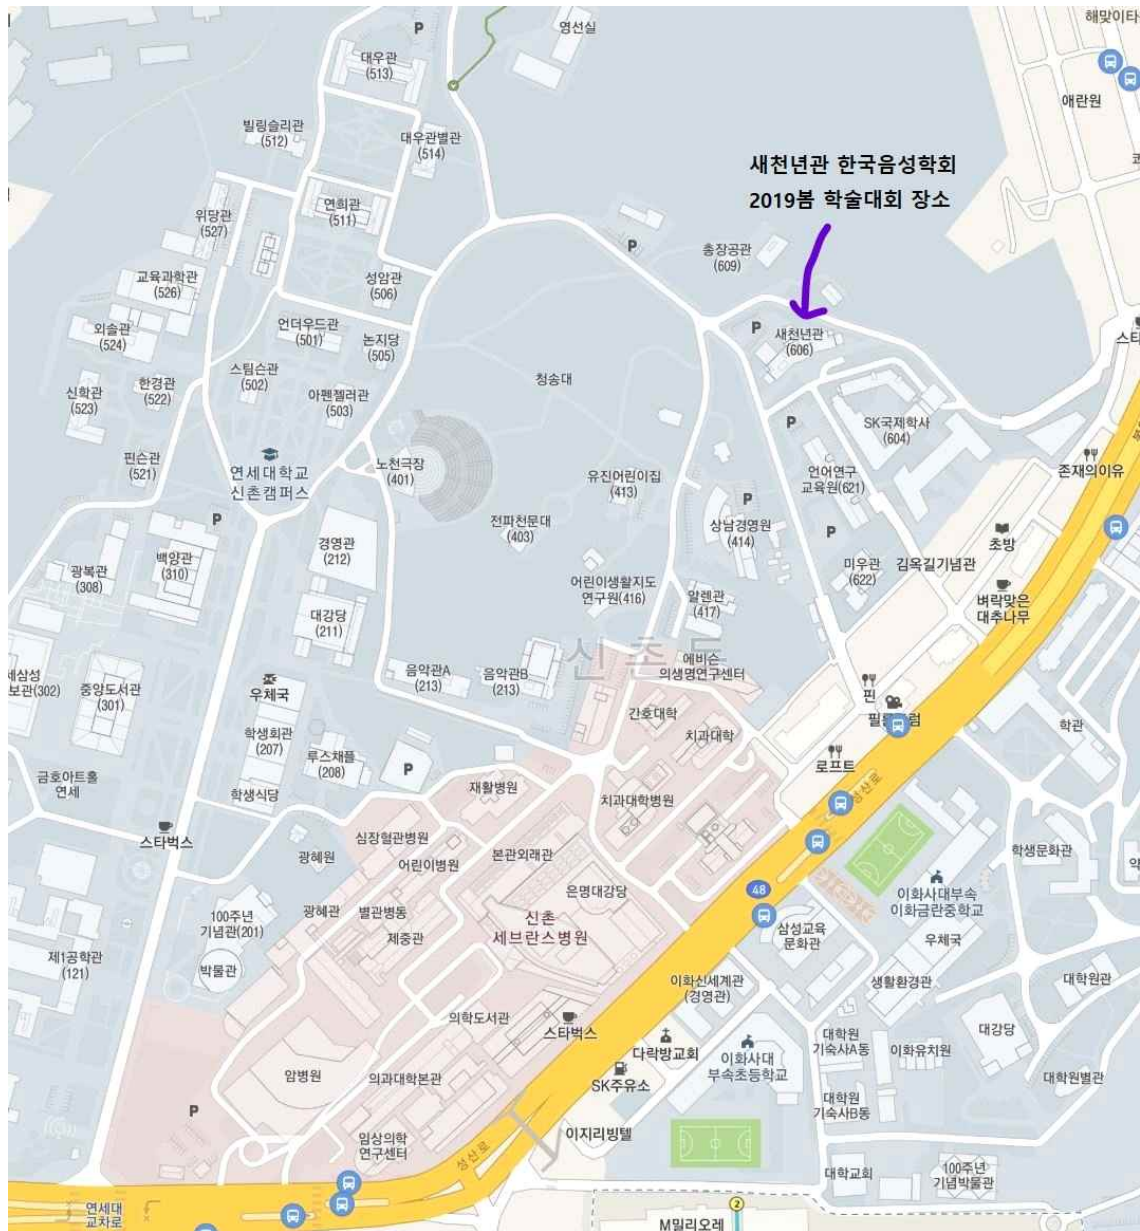 해맞이타
영선실
P
대우관
(513)
애란원
빌링슬리관
(512)
대우관별관
(514)
새천년관 한국음성학회
2019봄 학술대회 장소
연희관
(511)
위당관
(527)
P
총장공관
(609)
교육과학관
(526)
성암관
(506)
외솔관
(524)
언더우드관
(501)
논지당
(505)
P
새천년관
(606)
스타
스팀슨관
(502)
청송대
신학관
(523)
한경관
(522)
아펜젤러관
(503)
P
SK국제학사
(604)
핀슨관
(521)
연세대학교
신촌캠퍼스
노천극장
(401)
유진어린이집
(413)
언어연구
교육원(621)
존재의이유
P
전파천문대
(403)
P
상남경영원
(414)
P
초방
백양관
(310)
경영관
(212)
광복관
(308)
어린이생활지도
연구원(416)
미우관
(622)
김옥길기념관
알렌관
(417)
벼락맞은
대추나무
대강당
(211)
신촌동
세삼성
보관(302)
중앙도서관
(301)
음악관A
(213)
음악관B
(213)
에비슨
의생명연구센터
우체국
핀
간호대학
필름포럼
학생회관
(207)
치과대학
학관
루스채플
(208)
P
로프트
금호아트홀
연세
학생식당
재활병원
치과대학병원
성산로
스타벅스
심장혈관병원
광혜원
어린이병원
본관외래관
학생문화관
약
은명대강당
48
이화사대부속
이화금란중학교
광혜관
별관병동
100주년
기념관(201)
제중관
신촌
세브란스병원
삼성교육
문화관
우체국
제1공학관
(121)
박물관
이화신세계관
(경영관)
생활환경관
대학원관
의학도서관
스타벅스
다락방교회
대학원
기숙사A동
이화유치원
대강당
이화사대
부속초등학교
암병원
의과대학본관
SK주유소
대학원별관
대학원
기숙사B동
P
이지리빙텔
임상의학
연구센터
성산로
대학교회
100주년
기념박물관
연세대
교차로
2
M밀리오레